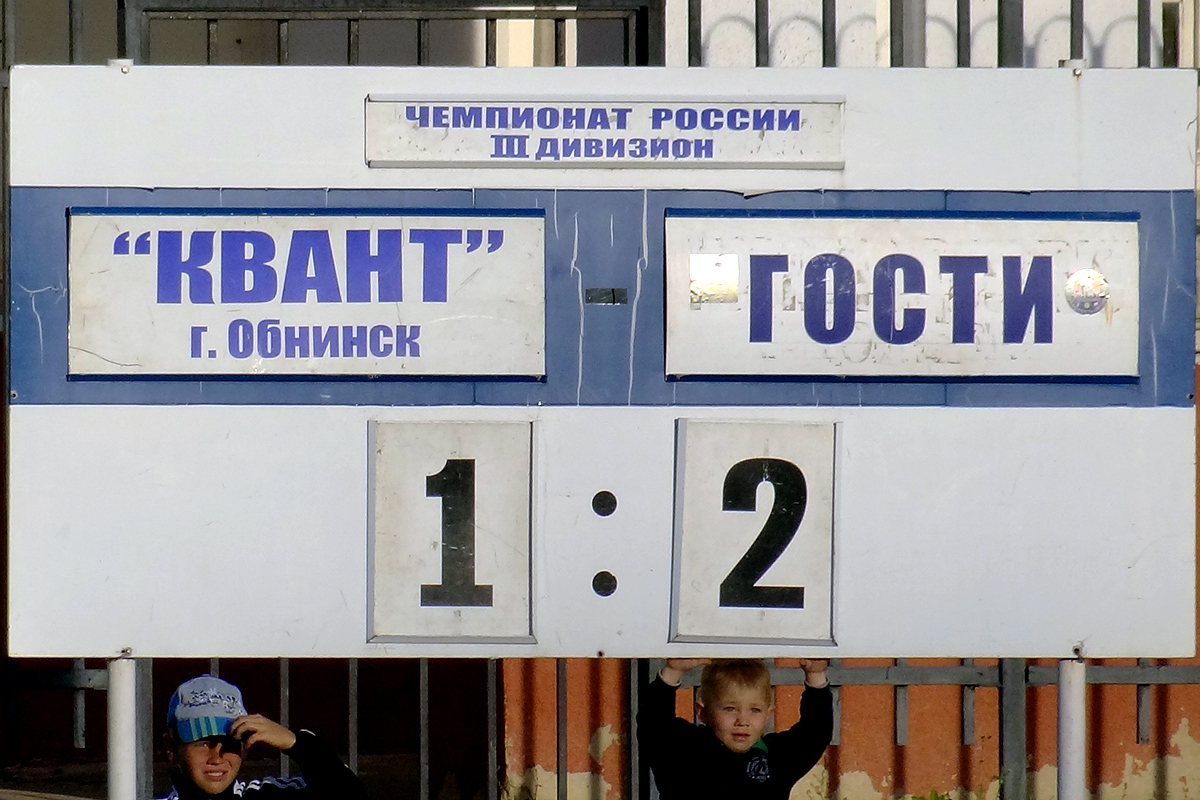 ЧЕМПИОНАТ РОССИИ
III ДИВИЗИОН
“КВАНТ”
г. Обнинск
-
ГОСТИ
1 : 2